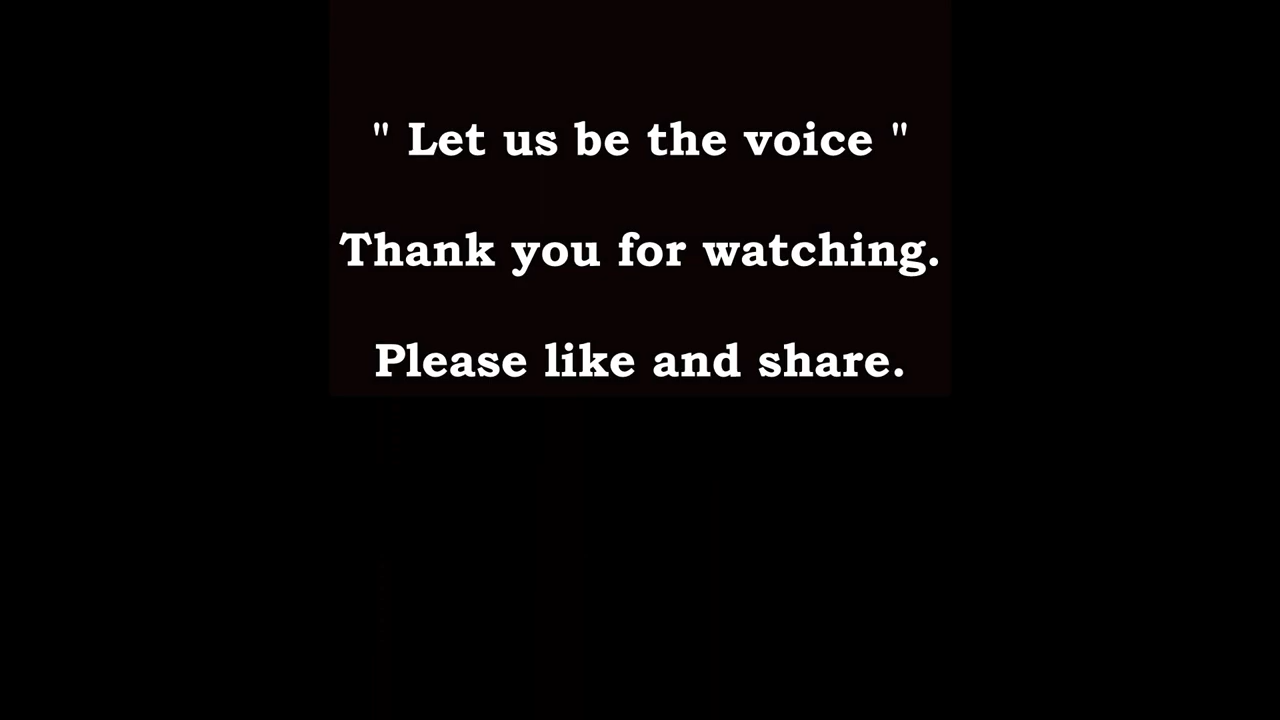 " Let us be the voice "
Thank you for watching.
Please like and share.